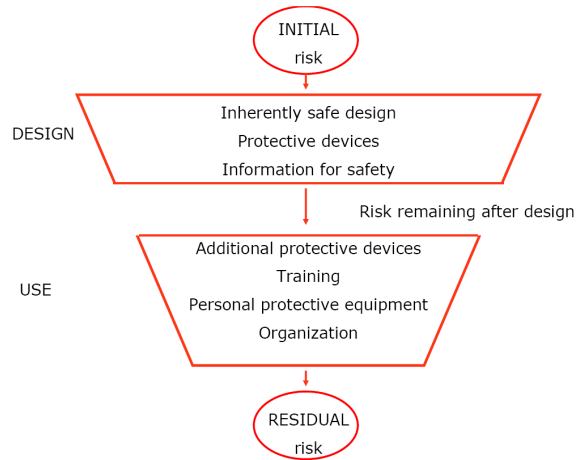 INITIAL
risk
DESIGN
Inherently safe design
Protective devices
Information for safety
Risk remaining after design
USE
Additional protective devices
Training
Personal protective equipment
Organization
RESIDUAL
risk